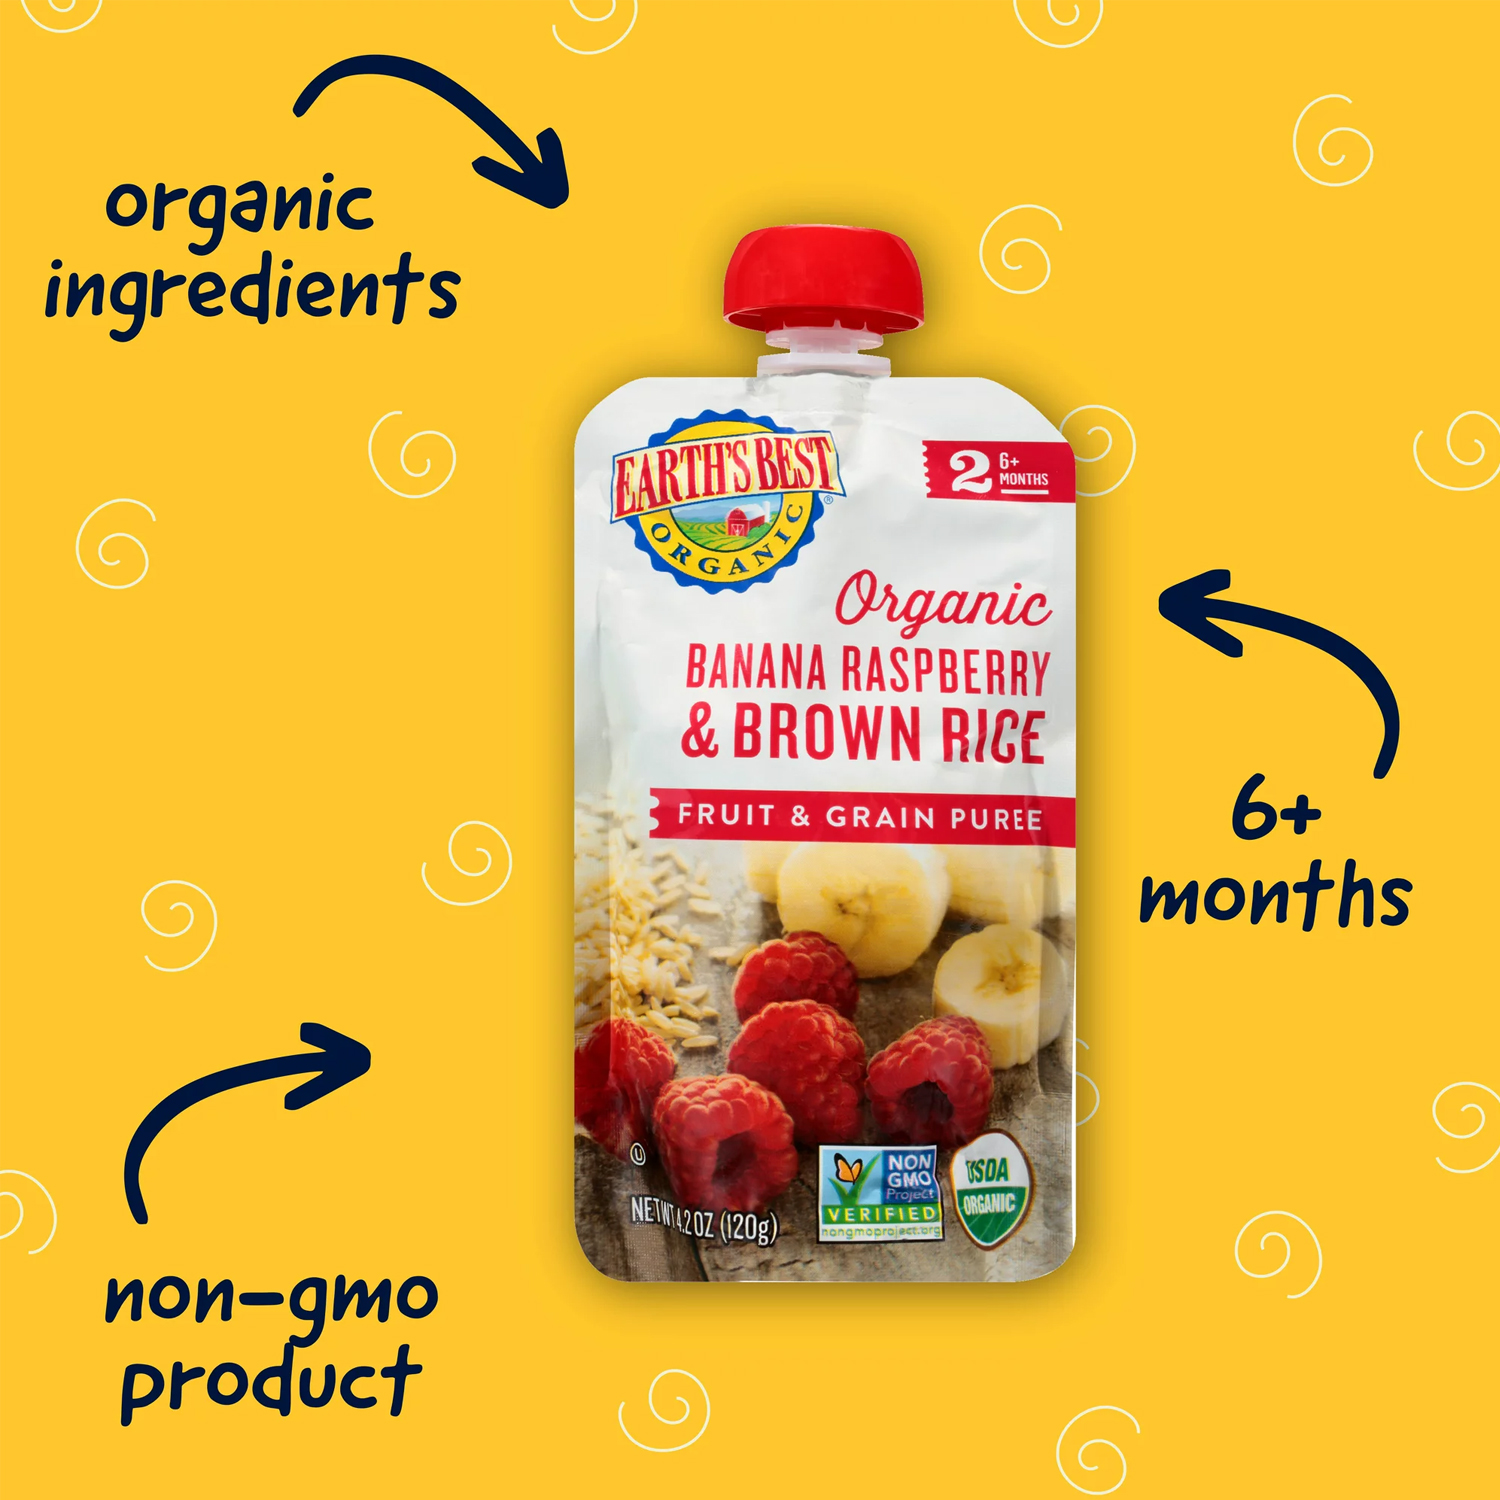 organic
ingredients
EARTH'S BEST
ORGANIC
®
2 6+
MONTHS
Organic
BANANA RASPBERRY
& BROWN RICE
FRUIT & GRAIN PUREE
6+
months
U
NET WT 4.2 OZ (120g)
NON
GMO
Project
VERIFIED
nongmoproject.org
USDA
ORGANIC
non-gmo
product